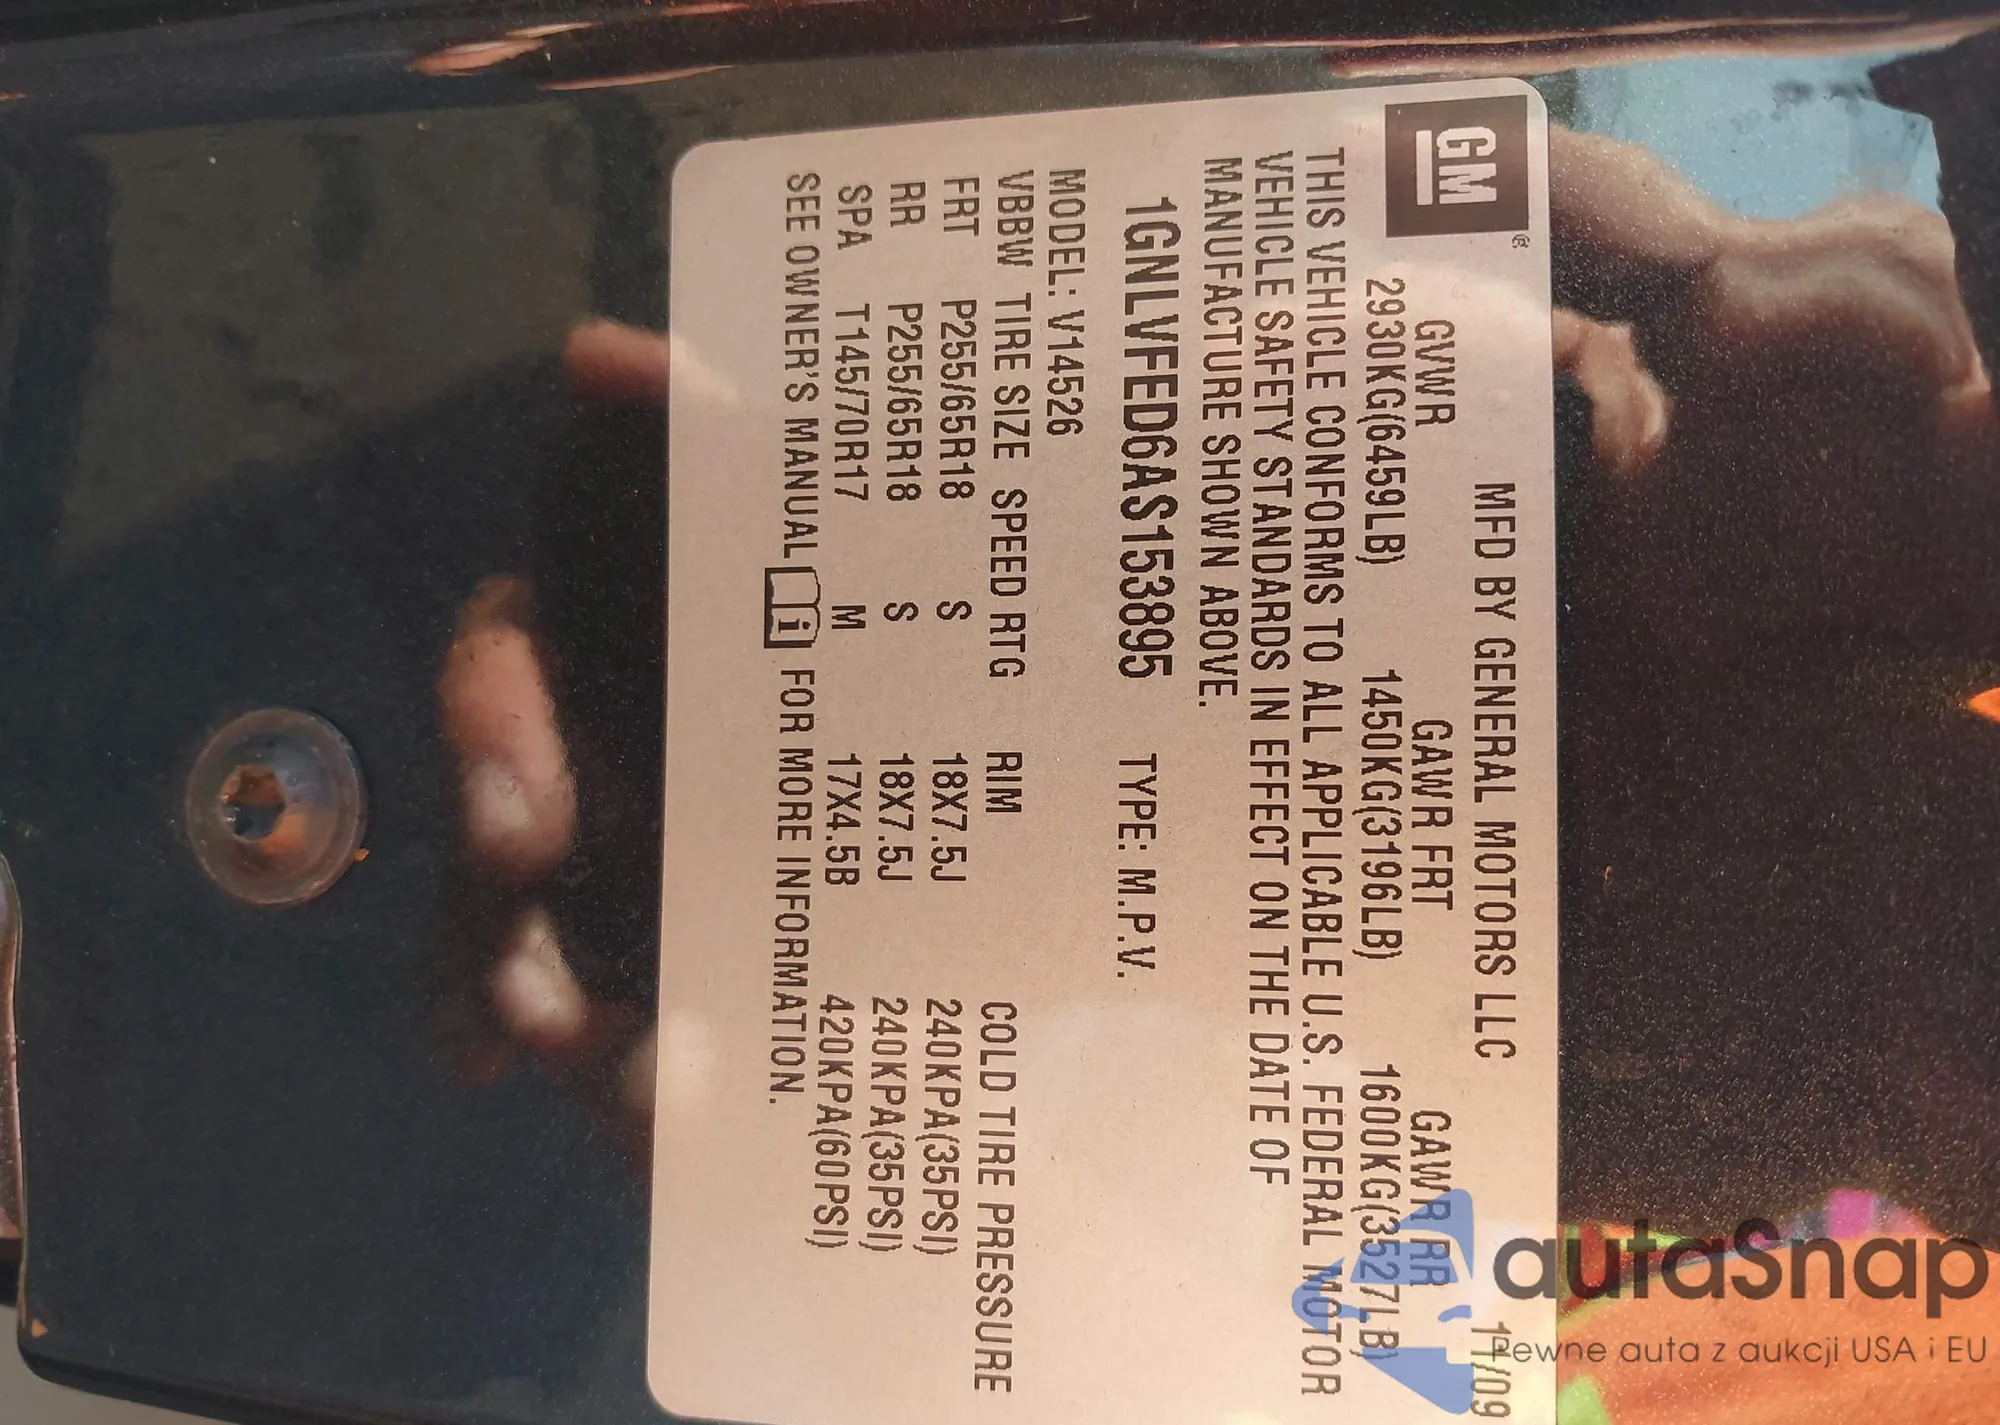 GM®
MFD BY GENERAL MOTORS LLC 11/09
GVWR GAWR FRT GAWR RR
2930KG(6459LB) 1450KG(3196LB) 1600KG(3527LB)
THIS VEHICLE CONFORMS TO ALL APPLICABLE U.S. FEDERAL MOTOR
VEHICLE SAFETY STANDARDS IN EFFECT ON THE DATE OF
MANUFACTURE SHOWN ABOVE.
1GNLVFED6AS153895 TYPE: M.P.V.
MODEL: V14526
VBBW TIRE SIZE SPEED RTG RIM COLD TIRE PRESSURE
FRT P255/65R18 S 18X7.5J 240KPA(35PSI)
RR P255/65R18 S 18X7.5J 240KPA(35PSI)
SPA T145/70R17 M 17X4.5B 420KPA(60PSI)
SEE OWNER'S MANUAL i FOR MORE INFORMATION.
autaSnap
Pewne auta z aukcji USA i EU